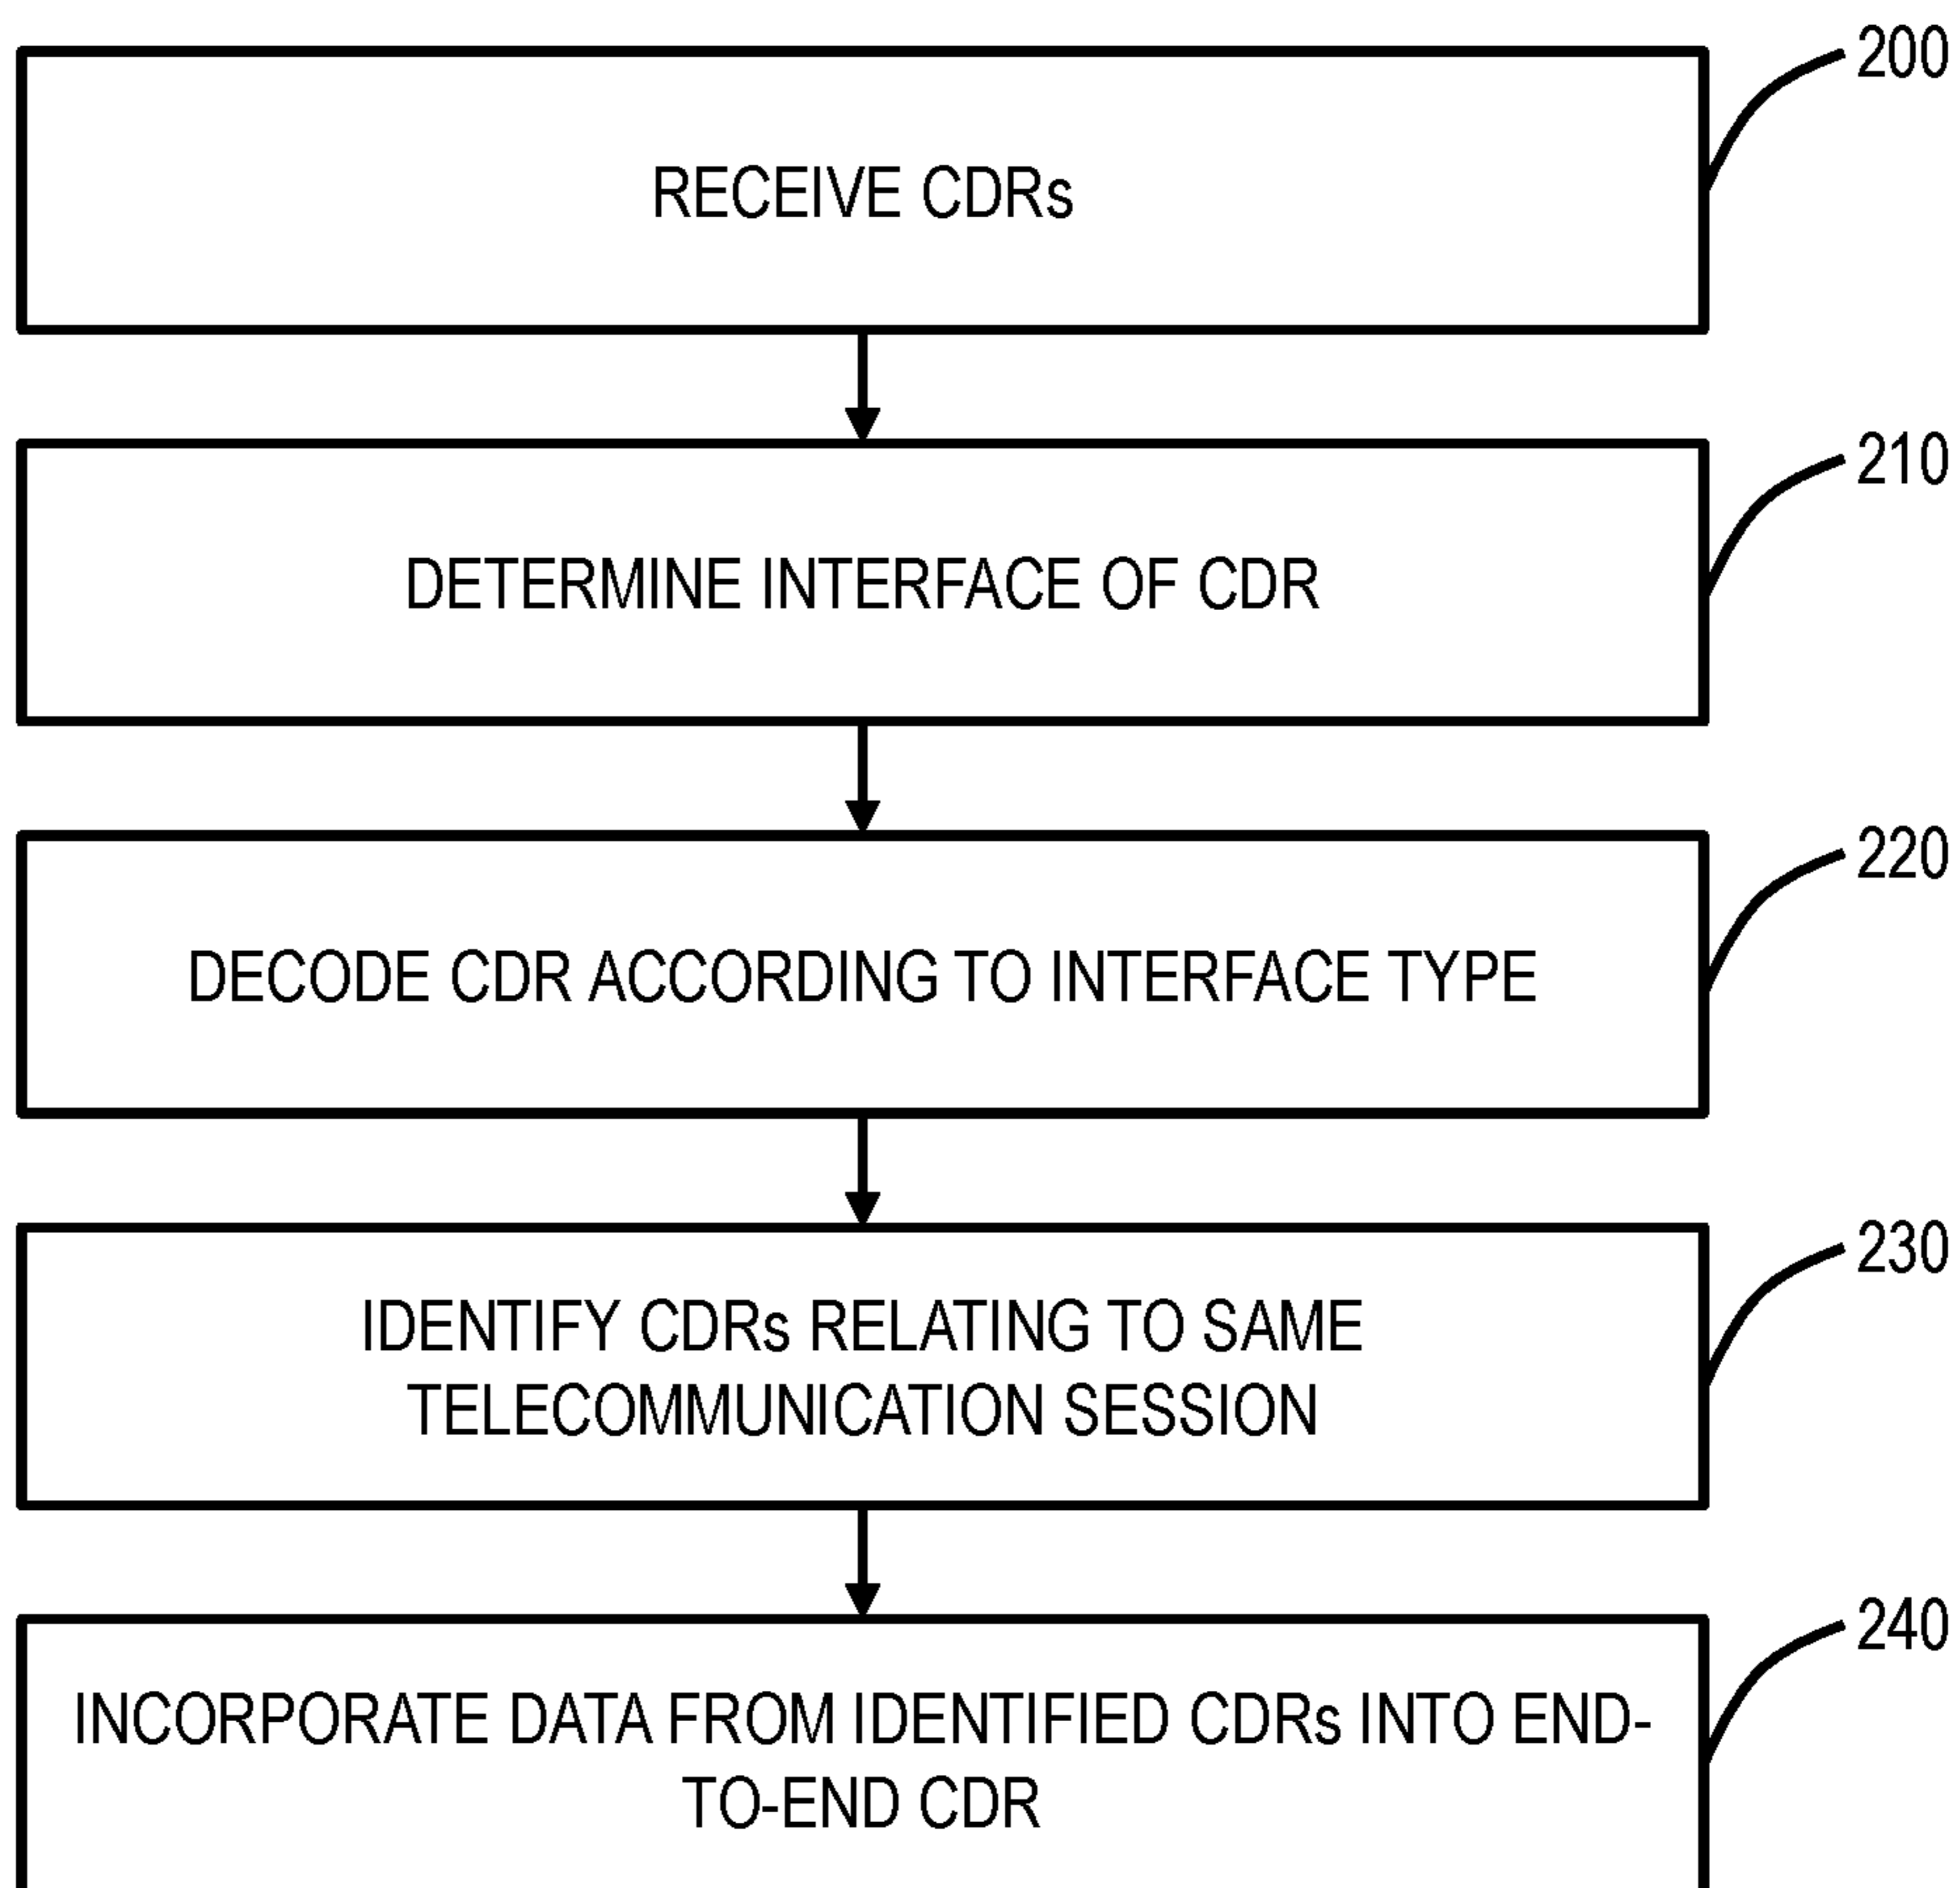 200
RECEIVE CDRs
210
DETERMINE INTERFACE OF CDR
220
DECODE CDR ACCORDING TO INTERFACE TYPE
230
IDENTIFY CDRs RELATING TO SAME
TELECOMMUNICATION SESSION
240
INCORPORATE DATA FROM IDENTIFIED CDRs INTO END-
TO-END CDR